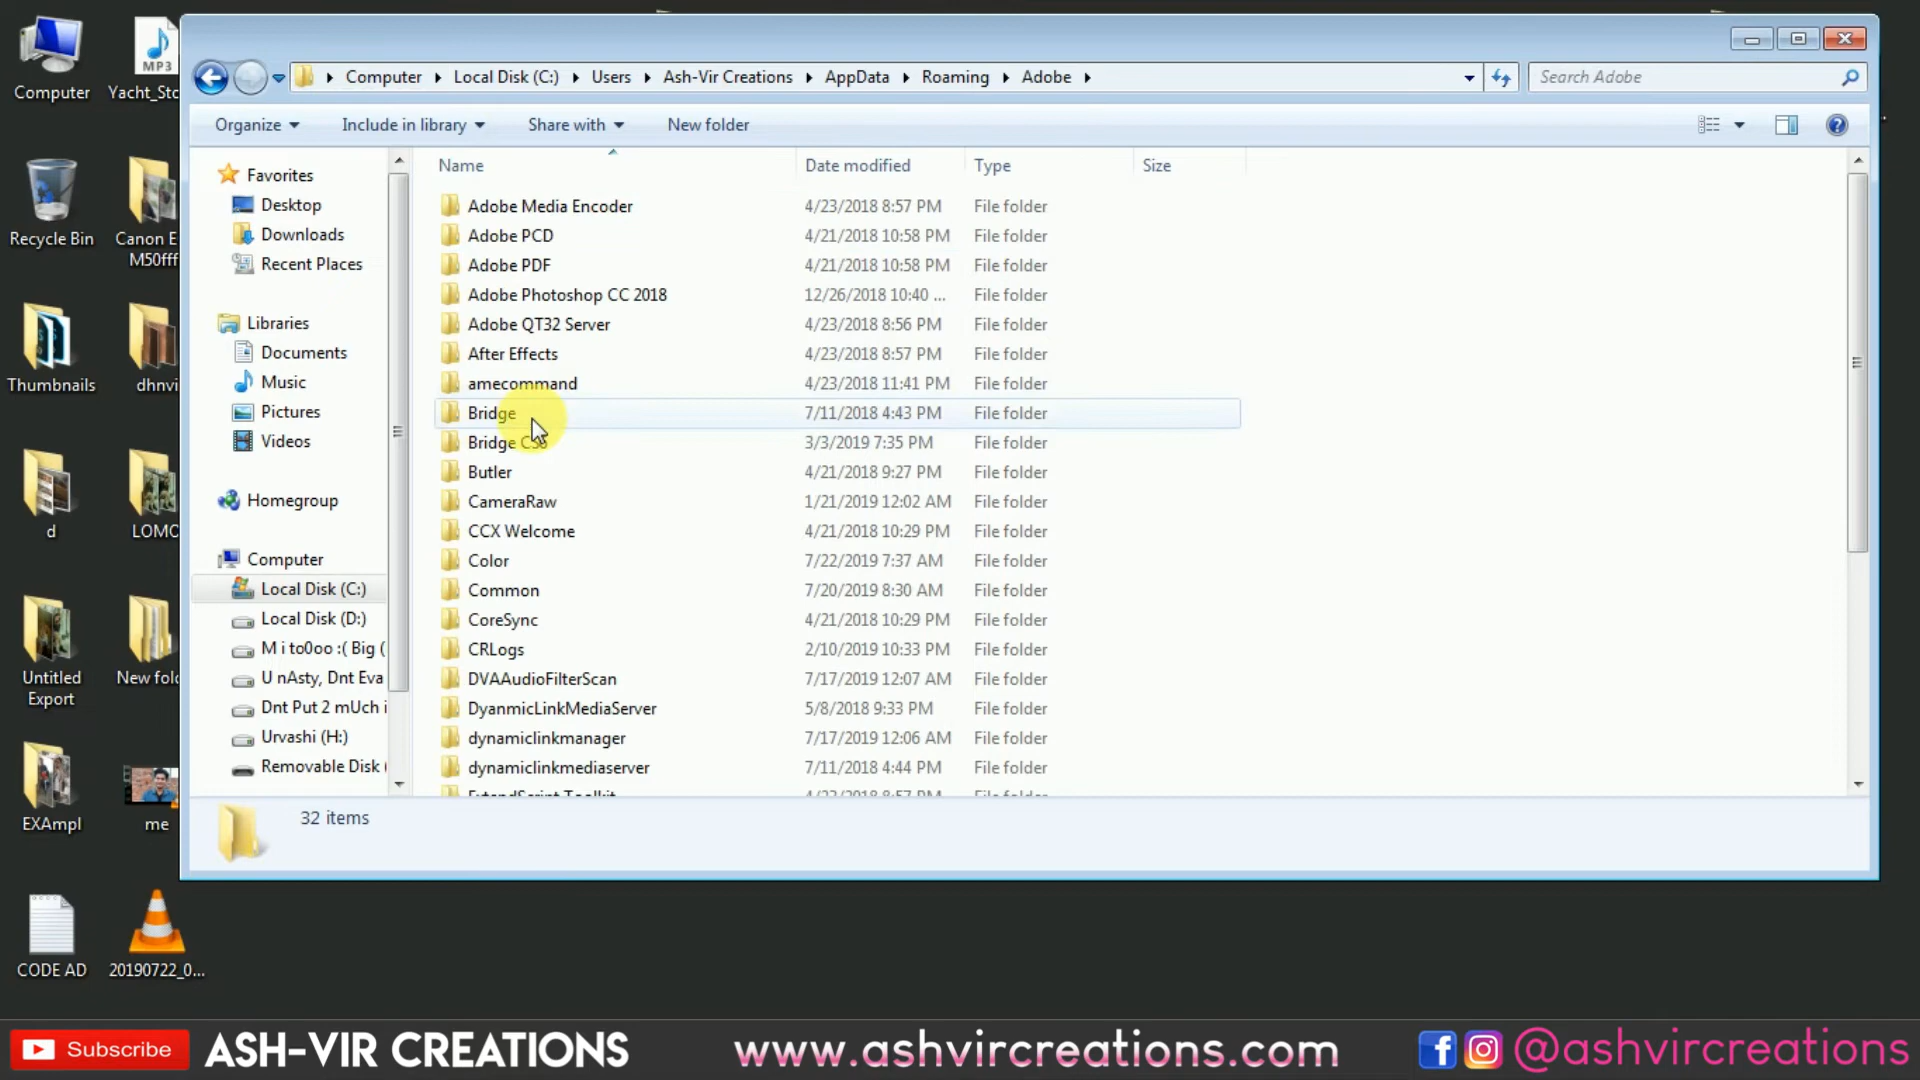 Computer
Yacht_Stc
Recycle Bin
Canon E
M50fff
Thumbnails
dhnvi
d
LOMO
Untitled
Export
New fol
EXAmpl
me
CODE AD
20190722_0...
Computer Local Disk (C:) Users Ash-Vir Creations AppData Roaming Adobe
Search Adobe
Organize Include in library Share with New folder
Favorites
Desktop
Downloads
Recent Places
Libraries
Documents
Music
Pictures
Videos
Homegroup
Computer
Local Disk (C:)
Local Disk (D:)
M i to0oo :( Big (
U nAsty, Dnt Eva
Dnt Put 2 mUch i
Urvashi (H:)
Removable Disk (
Name Date modified Type Size
Adobe Media Encoder 4/23/2018 8:57 PM File folder
Adobe PCD 4/21/2018 10:58 PM File folder
Adobe PDF 4/21/2018 10:58 PM File folder
Adobe Photoshop CC 2018 12/26/2018 10:40 ... File folder
Adobe QT32 Server 4/23/2018 8:56 PM File folder
After Effects 4/23/2018 8:57 PM File folder
amecommand 4/23/2018 11:41 PM File folder
Bridge 7/11/2018 4:43 PM File folder
Bridge CS6 3/3/2019 7:35 PM File folder
Butler 4/21/2018 9:27 PM File folder
CameraRaw 1/21/2019 12:02 AM File folder
CCX Welcome 4/21/2018 10:29 PM File folder
Color 7/22/2019 7:37 AM File folder
Common 7/20/2019 8:30 AM File folder
CoreSync 4/21/2018 10:29 PM File folder
CRLogs 2/10/2019 10:33 PM File folder
DVAAudioFilterScan 7/17/2019 12:07 AM File folder
DyanmicLinkMediaServer 5/8/2018 9:33 PM File folder
dynamiclinkmanager 7/17/2019 12:06 AM File folder
dynamiclinkmediaserver 7/11/2018 4:44 PM File folder
ExtendScript Toolkit 4/23/2018 8:57 PM File folder
32 items
Subscribe ASH-VIR CREATIONS www.ashvircreations.com @ashvircreations